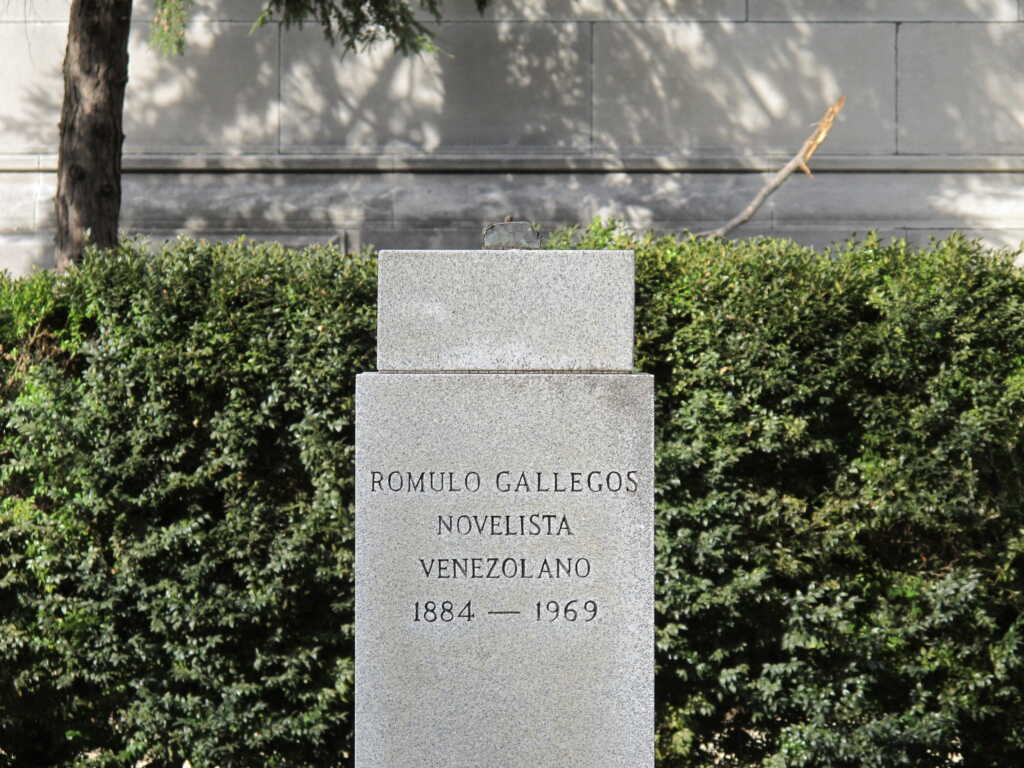 ROMULO GALLEGOS
NOVELISTA
VENEZOLANO
1884 — 1969